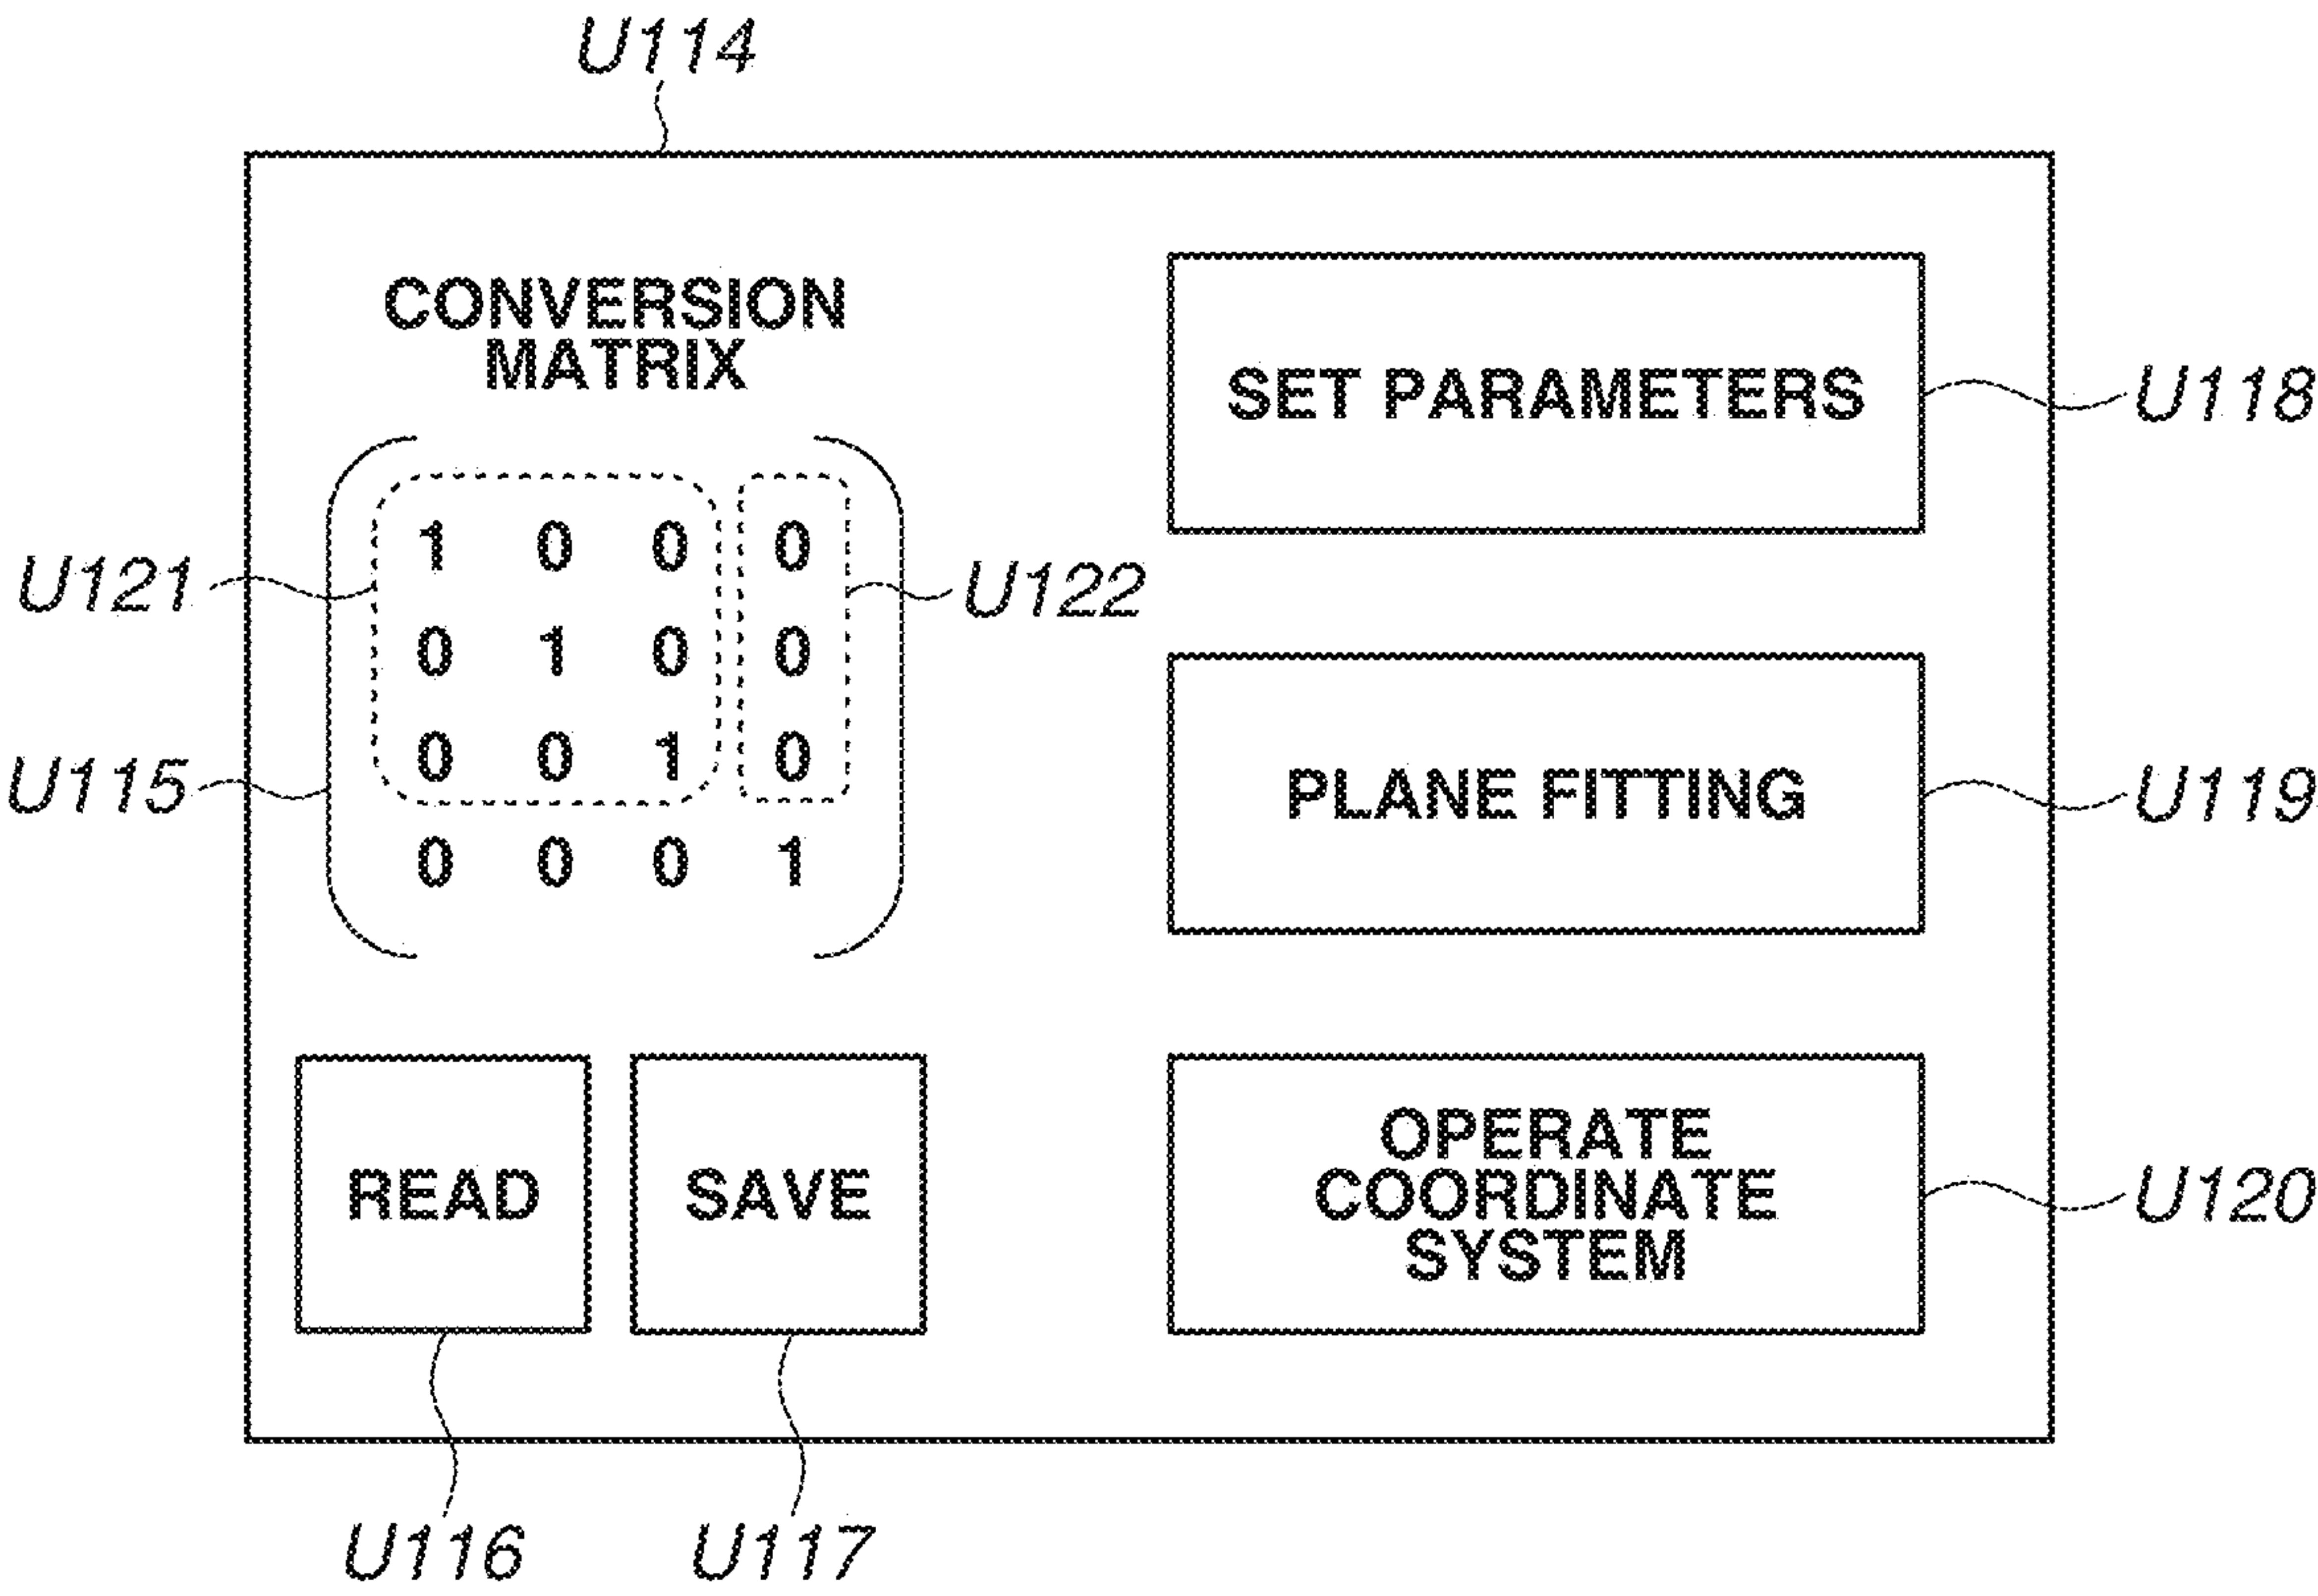 U114
CONVERSION
MATRIX
SET PARAMETERS
U118
1 0 0 0
U121
U122
0 1 0 0
0 0 1 0
U115
PLANE FITTING
U119
0 0 0 1
READ
SAVE
OPERATE
COORDINATE
SYSTEM
U120
U116
U117